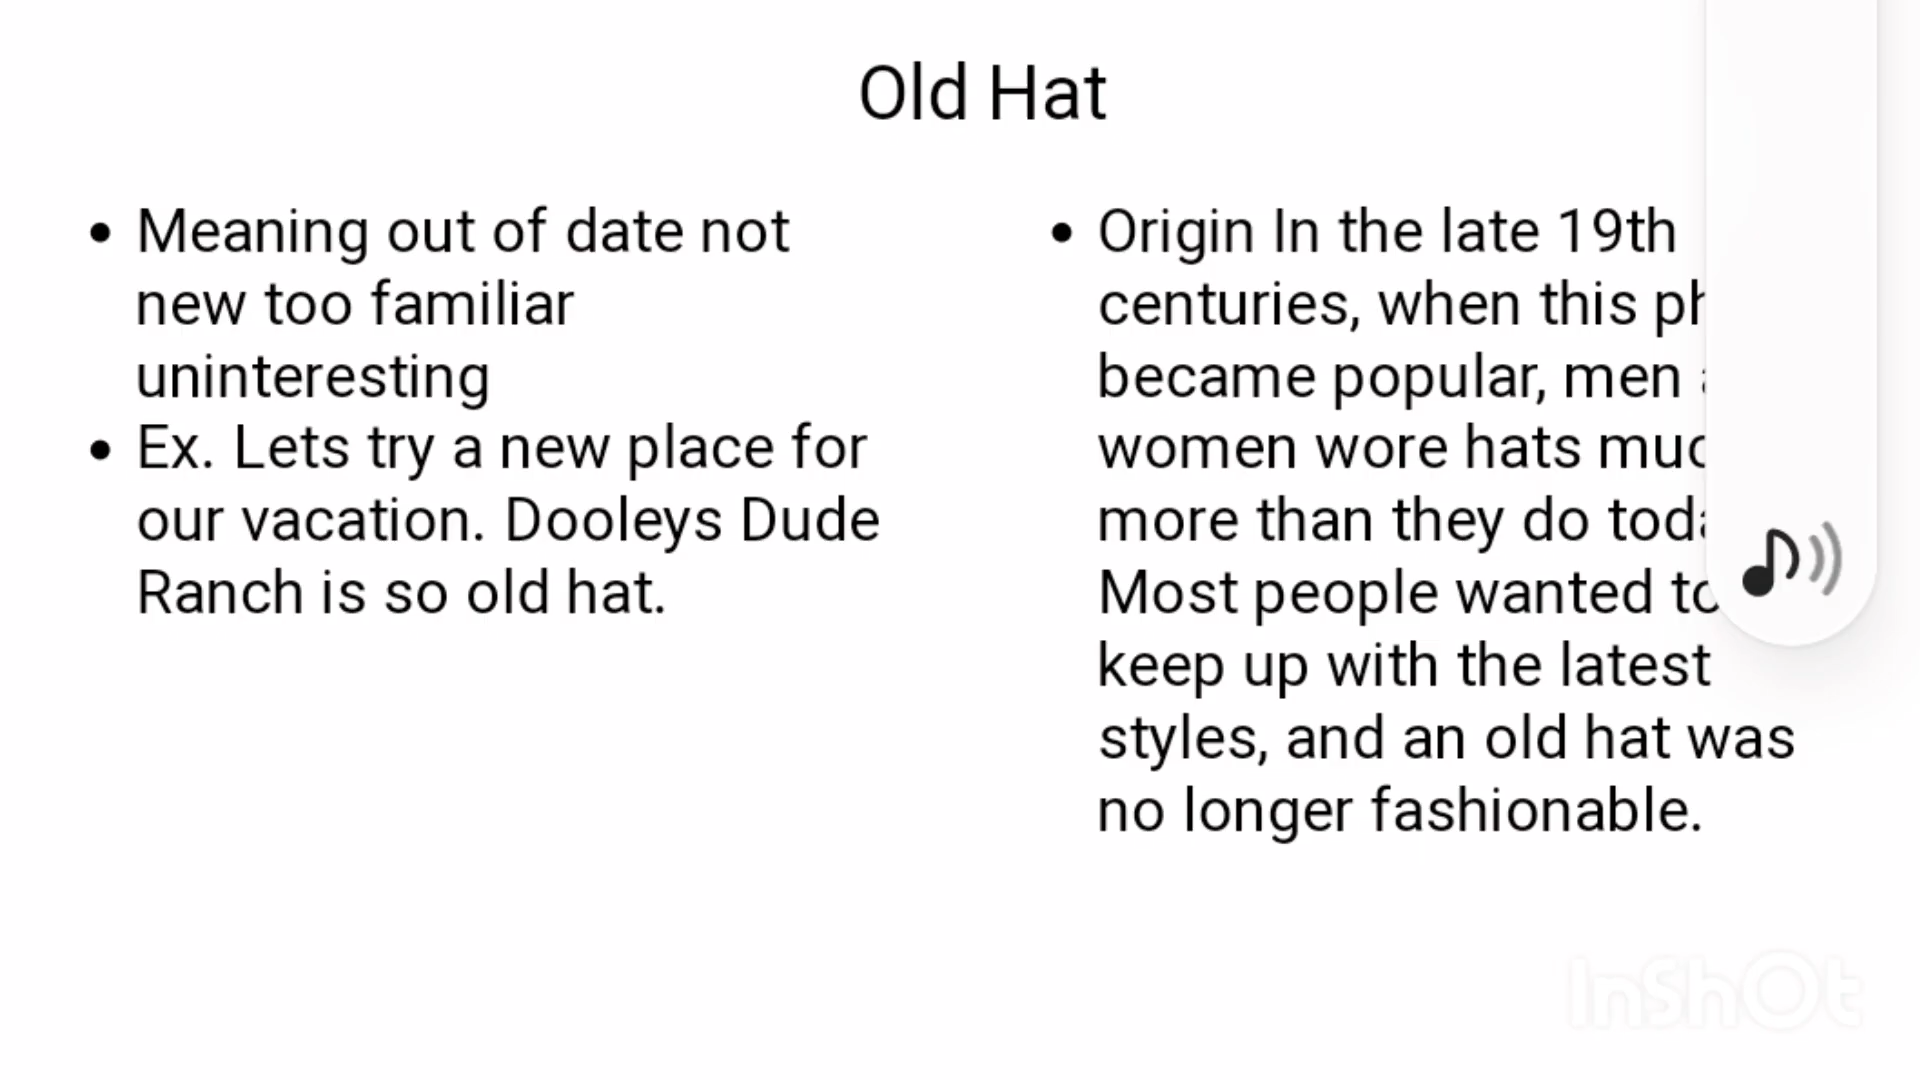 Old Hat
• Meaning out of date not
new too familiar
uninteresting
• Ex. Lets try a new place for
our vacation. Dooleys Dude
Ranch is so old hat.
• Origin In the late 19th
centuries, when this
became popular, men
women wore hats
more than they do
Most people wanted to
keep up with the latest
styles, and an old hat was
no longer fashionable.
InShOt